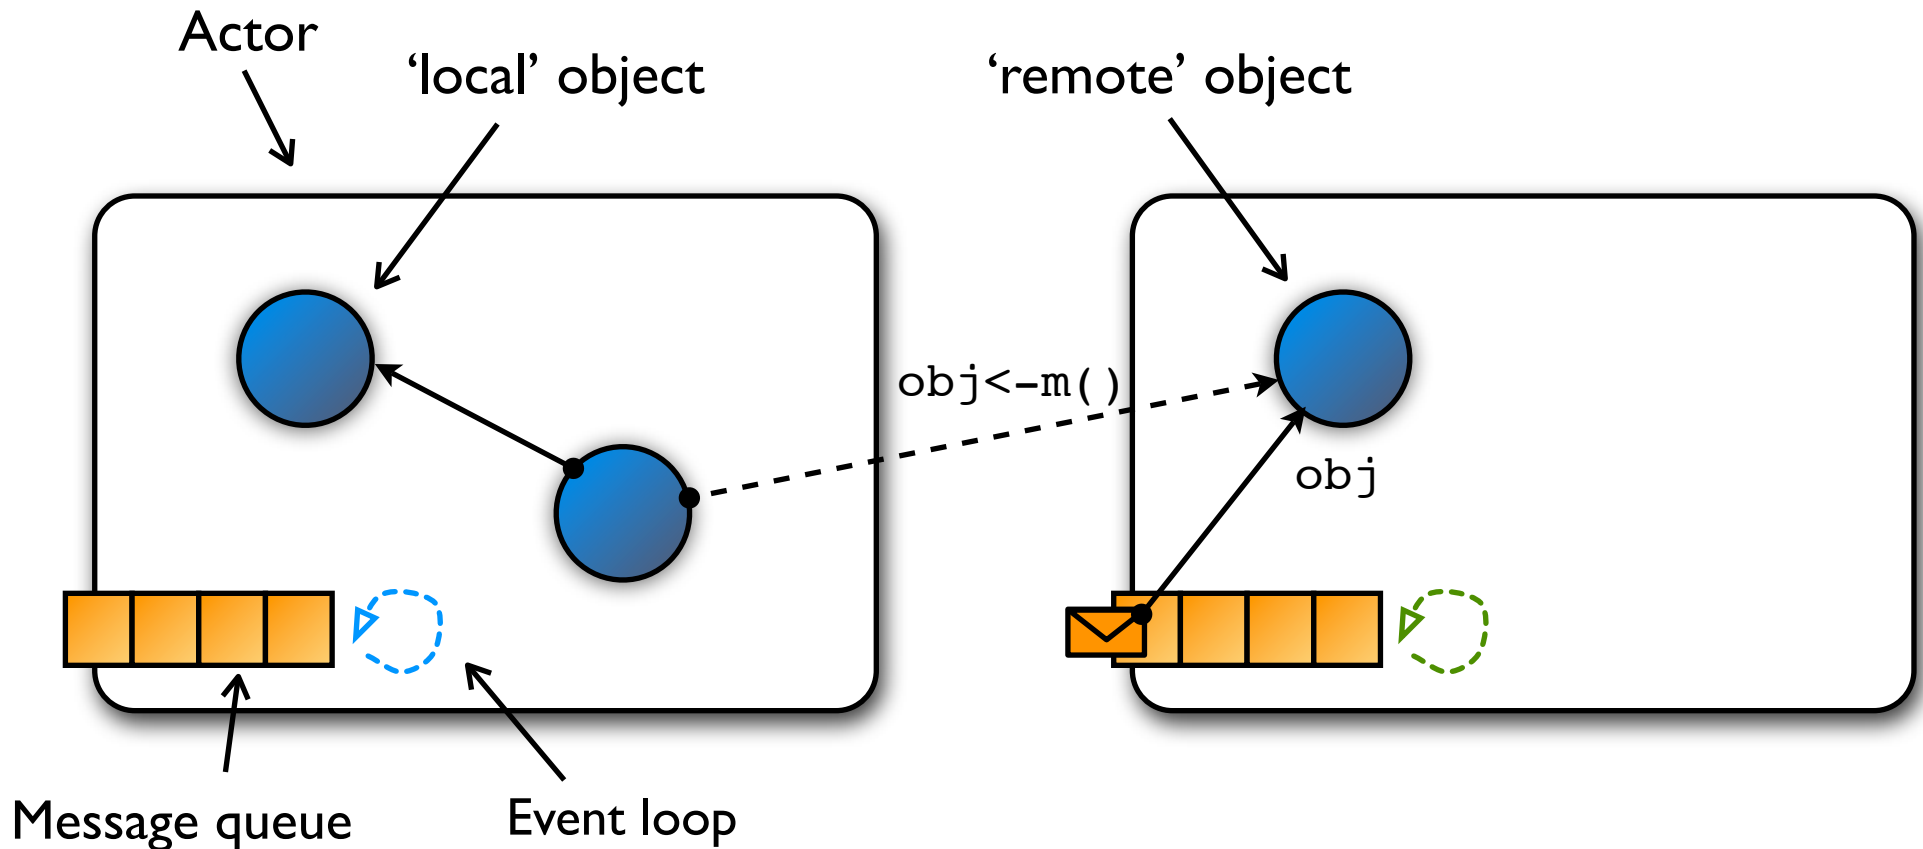 Actor
‘local’ object
‘remote’ object
obj<-m()
obj
Message queue
Event loop